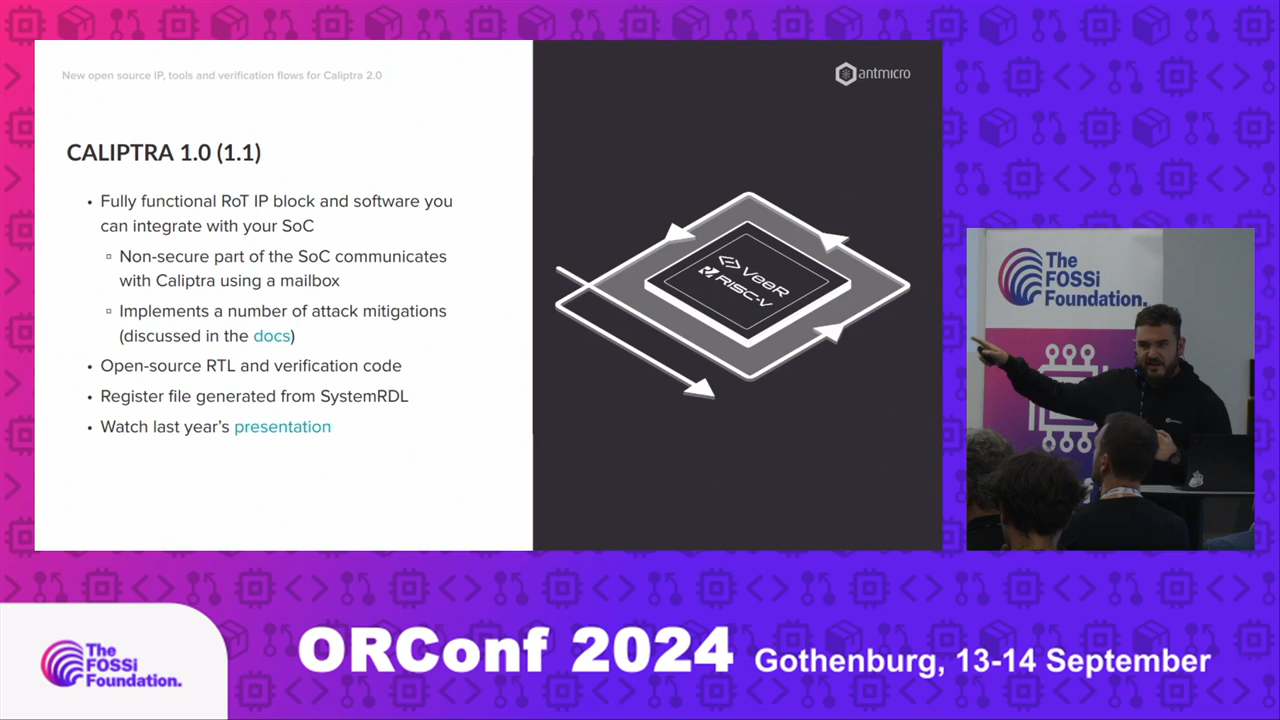 New open source IP, tools and verification flows for Caliptra 2.0
antmicro
CALIPTRA 1.0 (1.1)
• Fully functional RoT IP block and software you
can integrate with your SoC
▫ Non-secure part of the SoC communicates
with Caliptra using a mailbox
▫ Implements a number of attack mitigations
(discussed in the docs)
• Open-source RTL and verification code
• Register file generated from SystemRDL
• Watch last year's presentation
VeeR
RISC-V
The
FOSSi
Foundation.
The
FOSSi
Foundation.
ORConf 2024 Gothenburg, 13-14 September